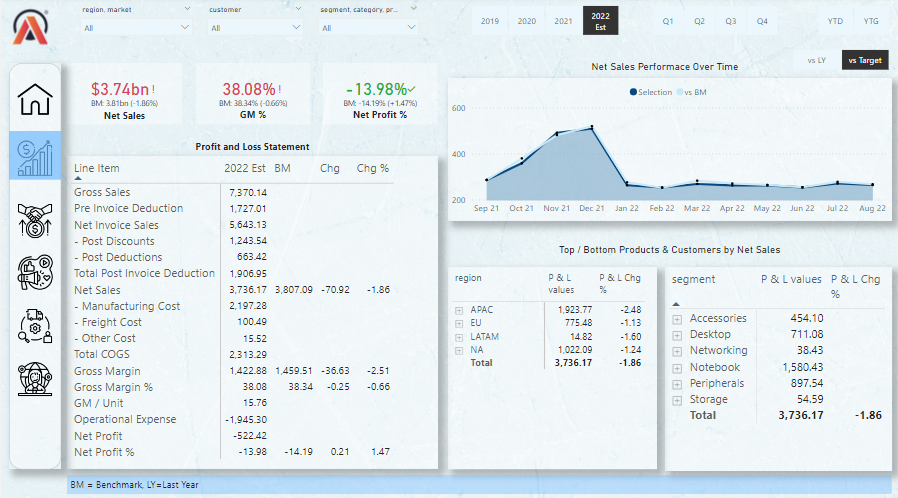 region, market
customer
segment, category, pr...
All
All
All
2019 2020 2021 2022 Est Q1 Q2 Q3 Q4 YTD YTG
vs LY vs Target
$3.74bn !
BM: 3.81bn (-1.86%)
Net Sales
38.08% !
BM: 38.34% (-0.66%)
GM %
-13.98%
BM: -14.19% (+1.47%)
Net Profit %
Net Sales Performace Over Time
Selection vs BM
600
400
200
Sep 21 Oct 21 Nov 21 Dec 21 Jan 22 Feb 22 Mar 22 Apr 22 May 22 Jun 22 Jul 22 Aug 22
Profit and Loss Statement
Line Item 2022 Est BM Chg Chg %
Gross Sales 7,370.14
Pre Invoice Deduction 1,727.01
Net Invoice Sales 5,643.13
- Post Discounts 1,243.54
- Post Deductions 663.42
Total Post Invoice Deduction 1,906.95
Net Sales 3,736.17 3,807.09 -70.92 -1.86
- Manufacturing Cost 2,197.28
- Freight Cost 100.49
- Other Cost 15.52
Total COGS 2,313.29
Gross Margin 1,422.88 1,459.51 -36.63 -2.51
Gross Margin % 38.08 38.34 -0.25 -0.66
GM / Unit 15.76
Operational Expense -1,945.30
Net Profit -522.42
Net Profit % -13.98 -14.19 0.21 1.47
Top / Bottom Products & Customers by Net Sales
region P & L values P & L Chg %
APAC 1,923.77 -2.48
EU 775.48 -1.13
LATAM 14.82 -1.60
NA 1,022.09 -1.24
Total 3,736.17 -1.86
segment P & L values P & L Chg %
Accessories 454.10
Desktop 711.08
Networking 38.43
Notebook 1,580.43
Peripherals 897.54
Storage 54.59
Total 3,736.17 -1.86
BM = Benchmark, LY=Last Year